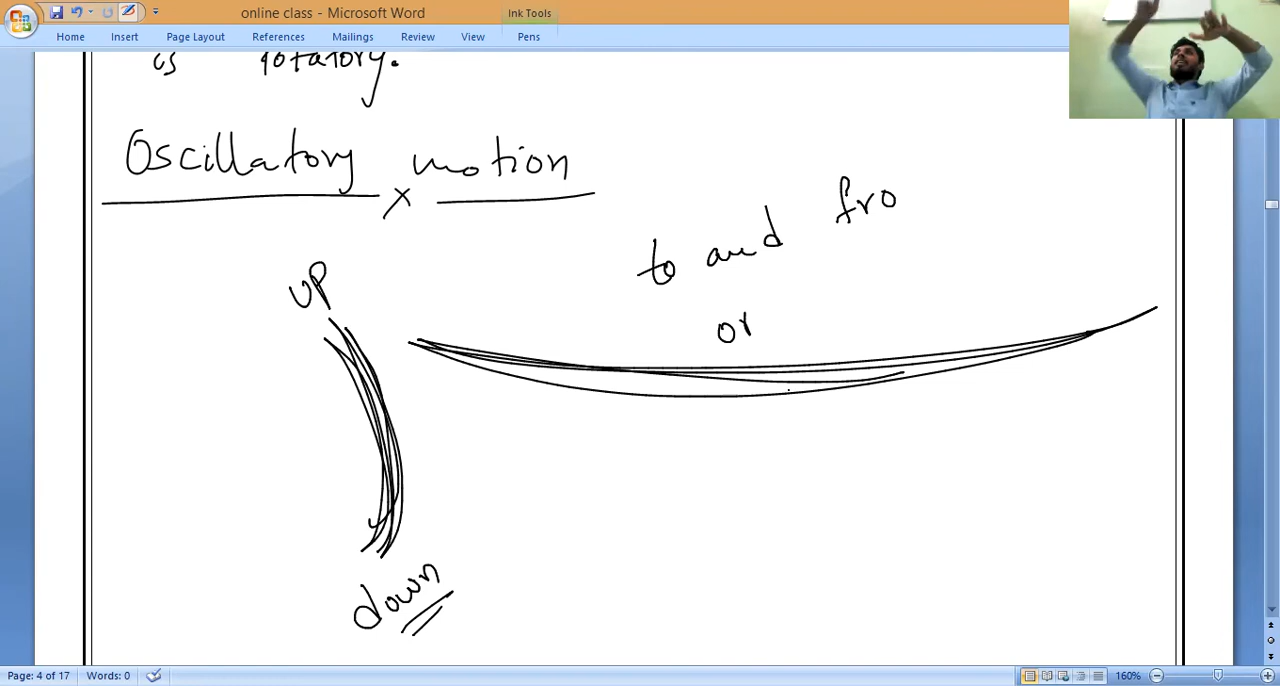 online class - Microsoft Word
Ink Tools
Home Insert Page Layout References Mailings Review View Pens
is rotatory.
Oscillatory x motion
to and fro
UP
or
down
Page: 4 of 17 Words: 0
160%